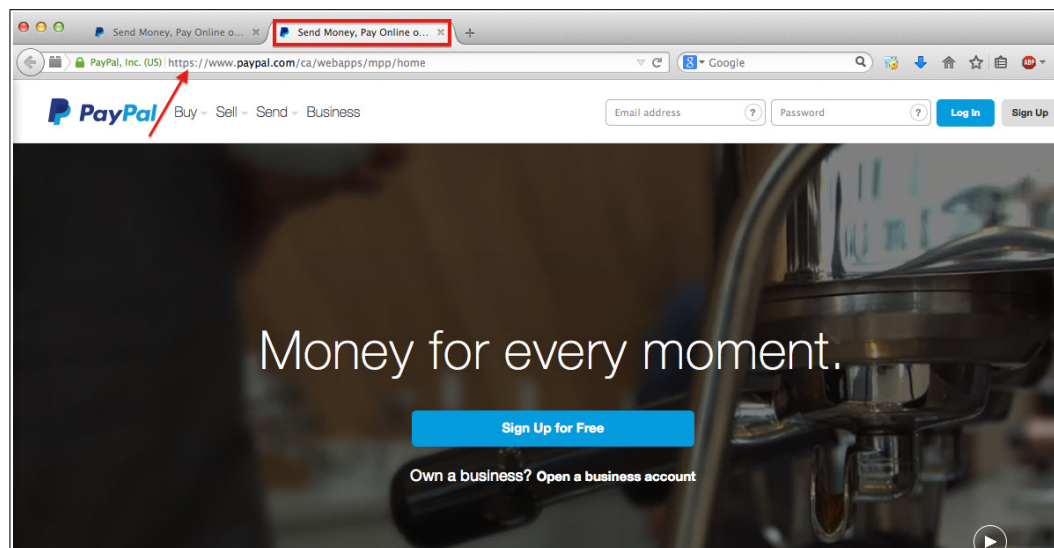 Send Money, Pay Online o... Send Money, Pay Online o...
PayPal, Inc. (US) https://www.paypal.com/ca/webapps/mpp/home Google
PayPal Buy Sell Send Business Email address ? Password ? Log In Sign Up
Money for every moment.
Sign Up for Free
Own a business? Open a business account